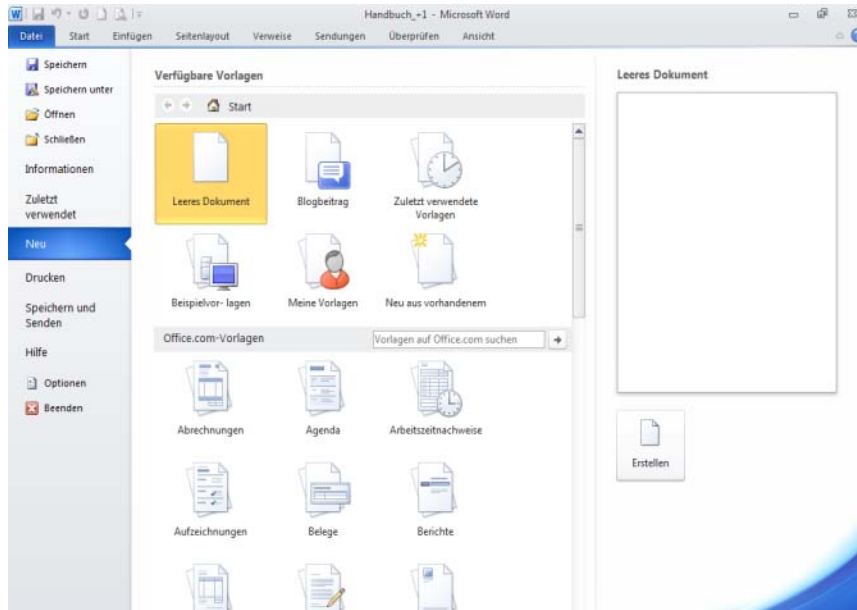 Handbuch_+1 - Microsoft Word
Datei Start Einfügen Seitenlayout Verweise Sendungen Überprüfen Ansicht
Speichern
Speichern unter
Öffnen
Schließen
Informationen
Zuletzt
verwendet
Neu
Drucken
Speichern und
Senden
Hilfe
Optionen
Beenden
Verfügbare Vorlagen
Start
Leeres Dokument
Blogbeitrag
Zuletzt verwendete
Vorlagen
Beispielvor- lagen
Meine Vorlagen
Neu aus vorhandenem
Office.com-Vorlagen
Vorlagen auf Office.com suchen
Abrechnungen
Agenda
Arbeitszeitnachweise
Aufzeichnungen
Belege
Berichte
Leeres Dokument
Erstellen